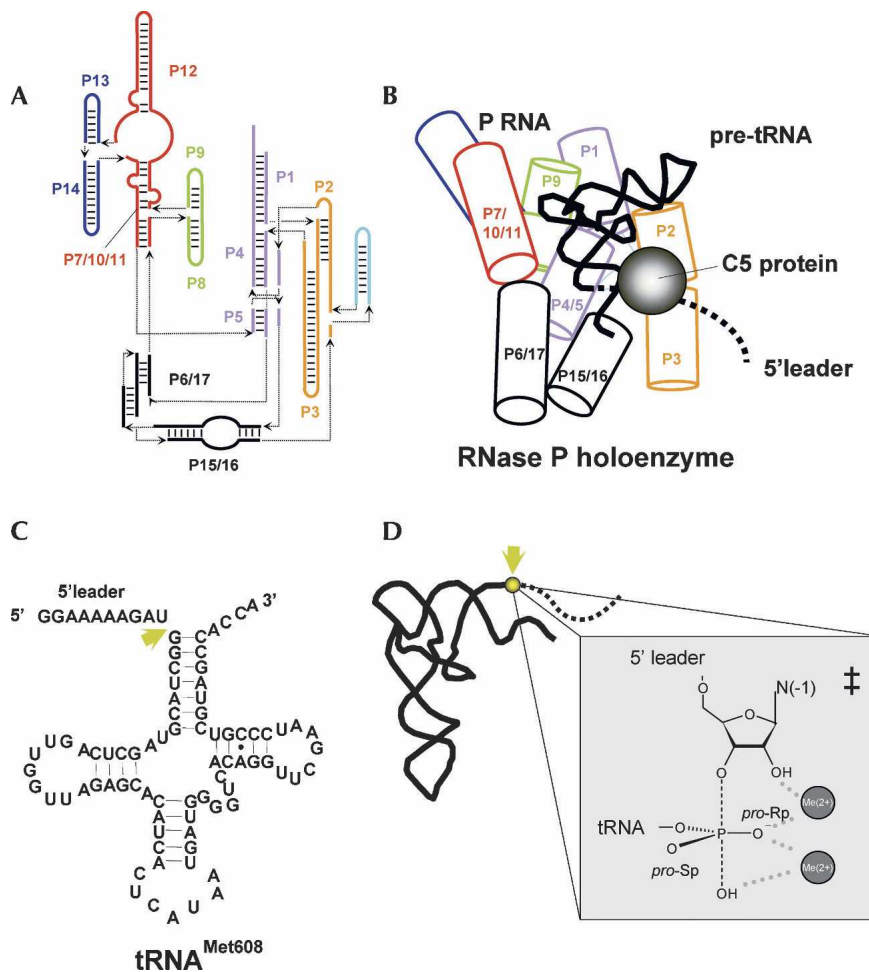 A
P12
P13
P14
P9
P8
P7/10/11
P1
P4
P5
P2
P3
P6/17
P15/16
B
P RNA
pre-tRNA
P1
P9
P7/
10/11
P2
C5 protein
P4/5
P3
P6/17
P15/16
5'leader
RNase P holoenzyme
C
5'leader
5' GGAAAAAGAU
ACCA 3'
G C
G C
C G
U A
A U
C G
G C
U
A
G C U C A G U U G G U U A G A G C
A
C G
A U
U A
C
A
C U
U
U A
C
A
A U
A
A
U
G
G G G
U
C
A C A G G U U C G A A U C C C G U
tRNA Met608
D
5' leader
‡
O
N(-1)
O
O
OH
Me(2+)
pro-Rp
tRNA
O
P
O⁻
O
pro-Sp
OH
Me(2+)